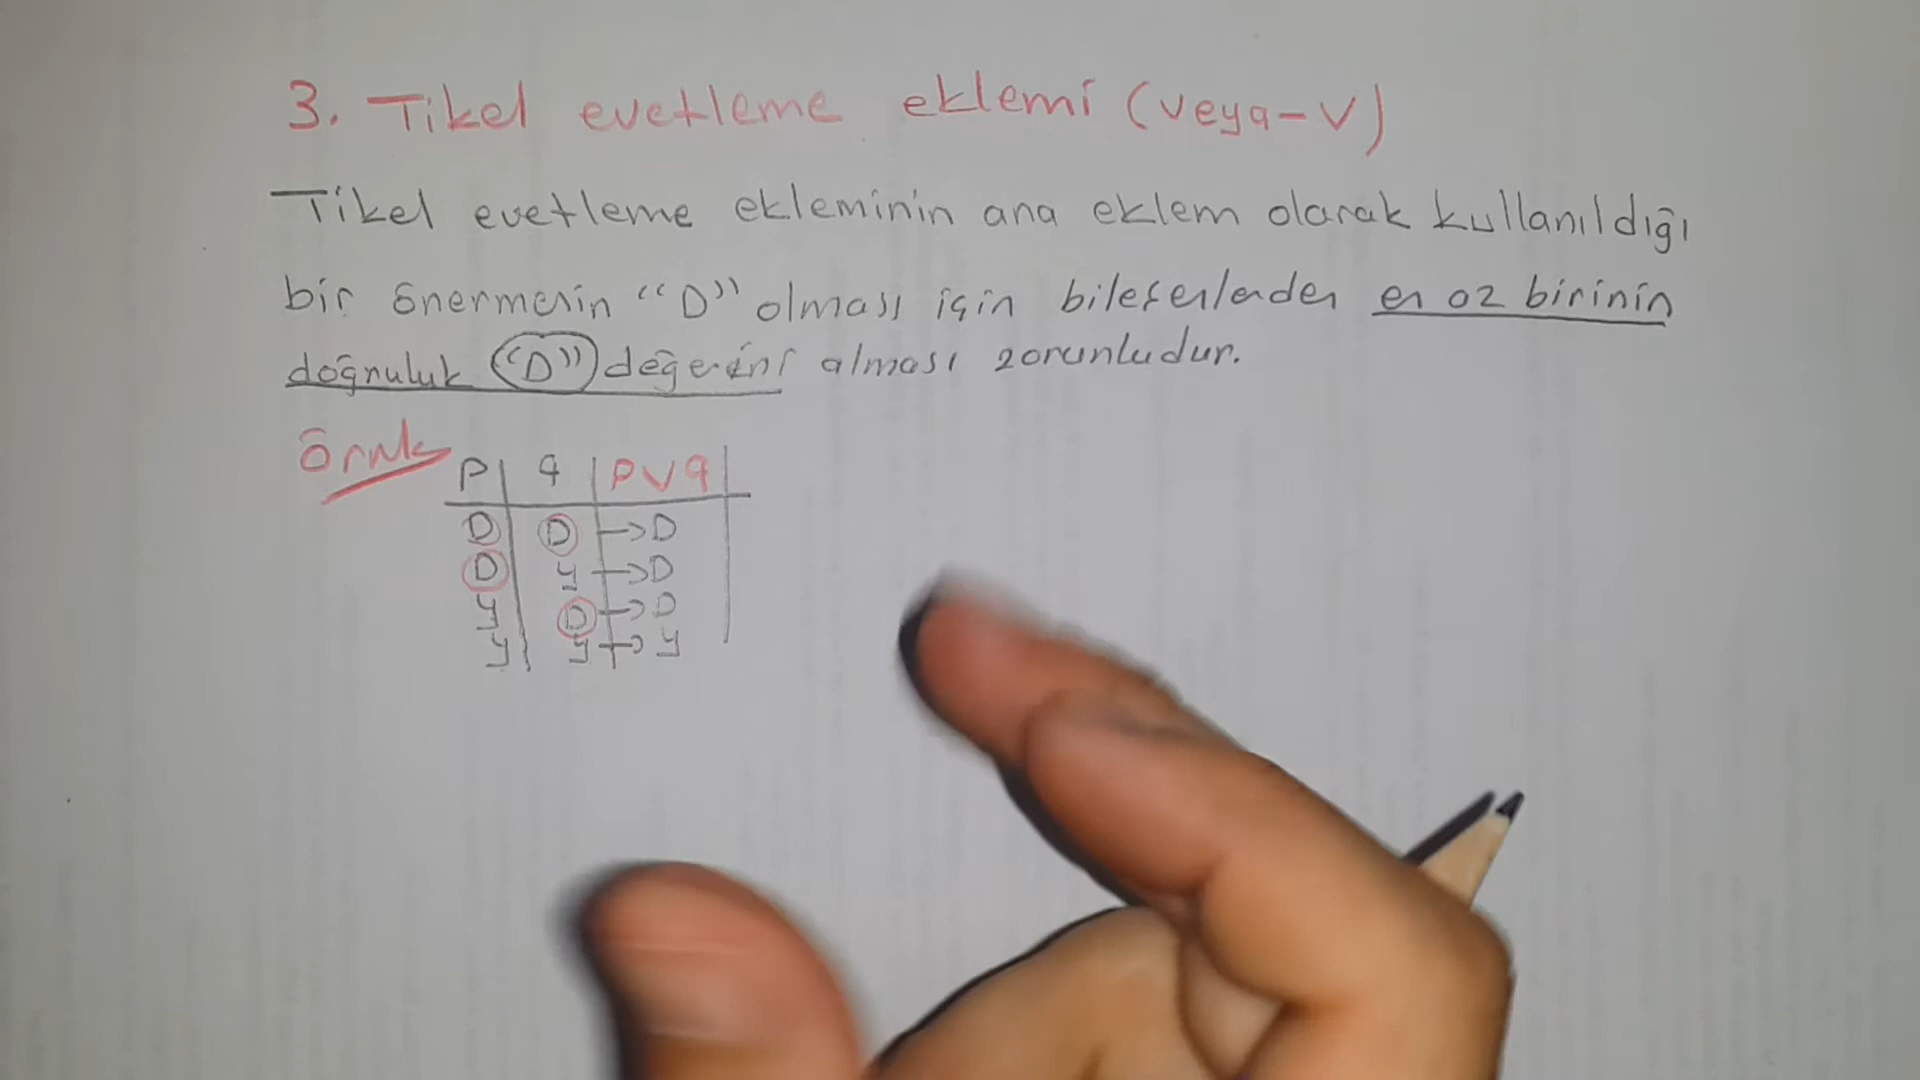 3. Tikel evetleme eklemi (veya-V)
Tikel evetleme ekleminin ana eklem olarak kullanıldığı
bir önermenin “D” olması için bileşenlerden en az birinin
doğruluk “D” değerini alması zorunludur.
Örnk
P | q | P V q |
D | D → D
D | y → D
y | D → D
y | y → y